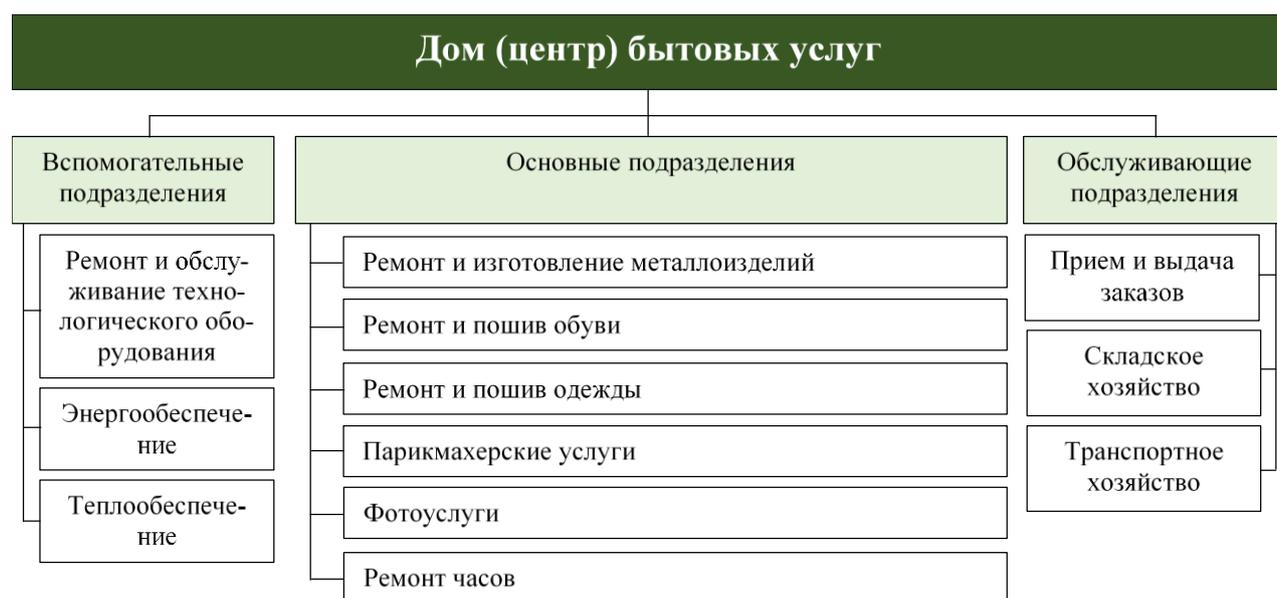 Дом (центр) бытовых услуг
Вспомогательные
подразделения
Ремонт и обслу-
живание техно-
логического обо-
рудования
Энергообеспече-
ние
Теплообеспече-
ние
Основные подразделения
Ремонт и изготовление металлоизделий
Ремонт и пошив обуви
Ремонт и пошив одежды
Парикмахерские услуги
Фотоуслуги
Ремонт часов
Обслуживающие
подразделения
Прием и выдача
заказов
Складское
хозяйство
Транспортное
хозяйство